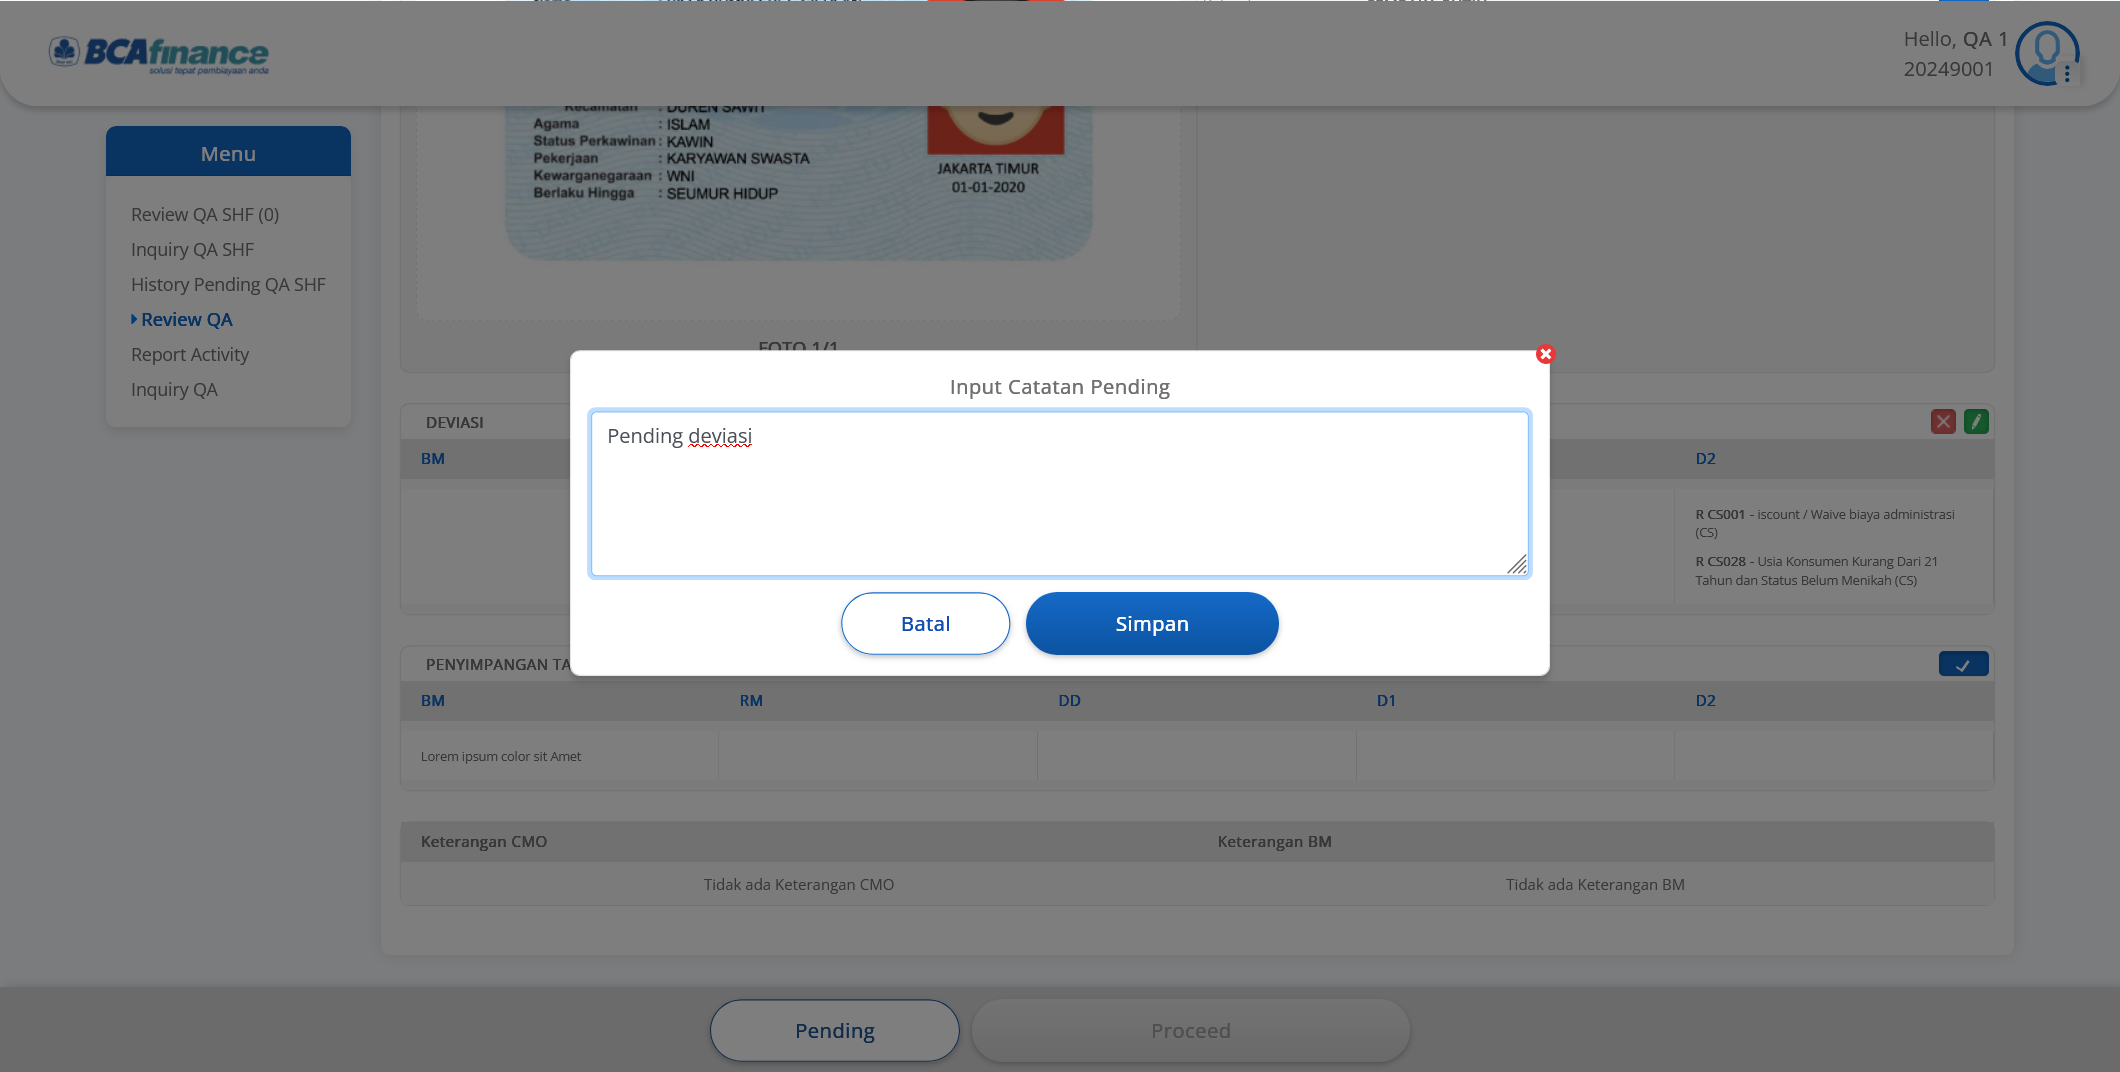 BCAfinance
solusi tepat pembiayaan anda
Hello, QA 1
20249001
Menu
Review QA SHF (0)
Inquiry QA SHF
History Pending QA SHF
Review QA
Report Activity
Inquiry QA
Kecamatan : DUREN SAWIT
Agama : ISLAM
Status Perkawinan : KAWIN
Pekerjaan : KARYAWAN SWASTA
Kewarganegaraan : WNI
Berlaku Hingga : SEUMUR HIDUP
JAKARTA TIMUR
01-01-2020
FOTO 1/1
Input Catatan Pending
Pending deviasi
Batal
Simpan
DEVIASI
BM
D2
R CS001 - iscount / Waive biaya administrasi
(CS)
R CS028 - Usia Konsumen Kurang Dari 21
Tahun dan Status Belum Menikah (CS)
PENYIMPANGAN TA
BM RM DD D1 D2
Lorem ipsum color sit Amet
Keterangan CMO Keterangan BM
Tidak ada Keterangan CMO Tidak ada Keterangan BM
Pending
Proceed